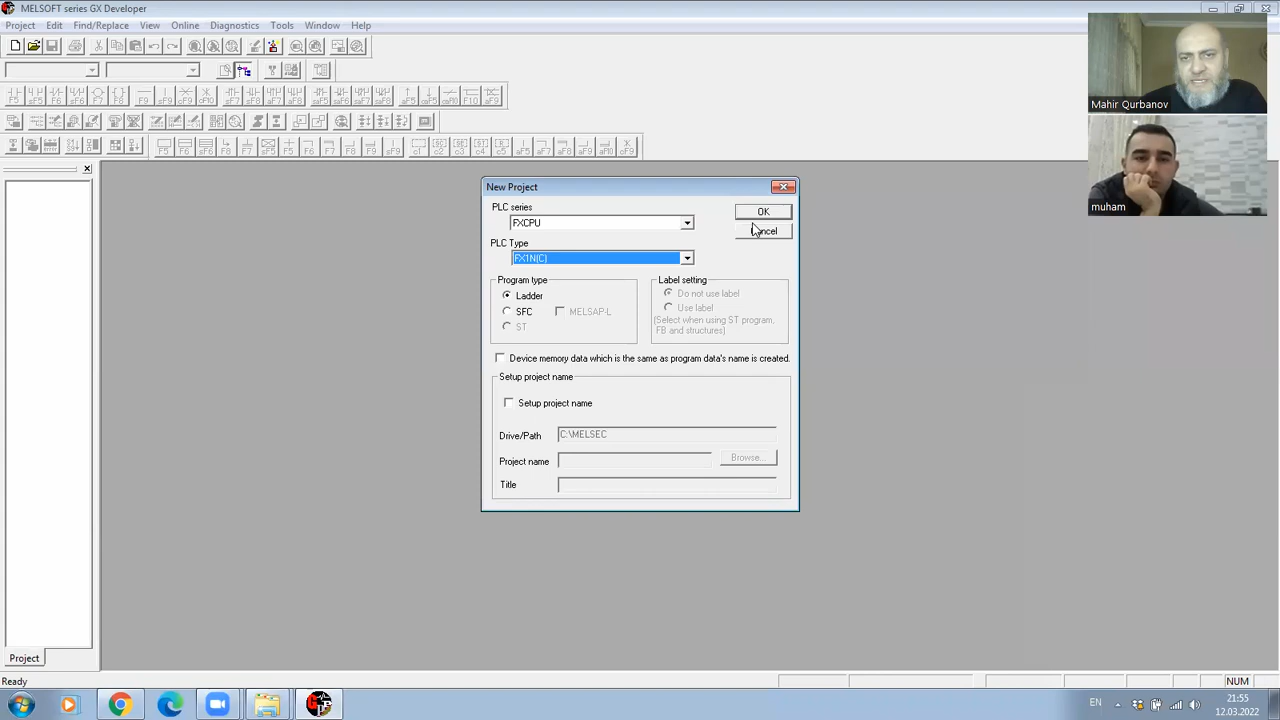 MELSOFT series GX Developer
Project Edit Find/Replace View Online Diagnostics Tools Window Help
Mahir Qurbanov
muham
New Project
PLC series
OK
FXCPU
PLC Type
FX1N(C)
Program type
Label setting
Ladder
Do not use label
SFC
MELSAP-L
Use label
ST
(Select when using ST program,
FB and structures)
Device memory data which is the same as program data's name is created.
Setup project name
Setup project name
Drive/Path
C:\MELSEC
Project name
Browse...
Title
Project
Ready
NUM
EN
21:55
12.03.2022